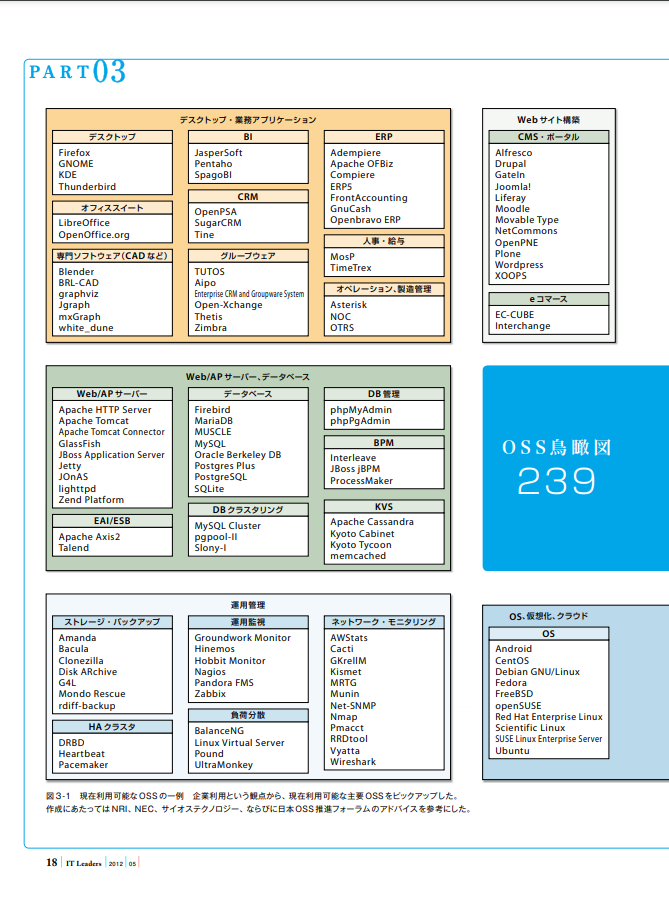 PART03
デスクトップ・業務アプリケーション
デスクトップ
Firefox
GNOME
KDE
Thunderbird
オフィススイート
LibreOffice
OpenOffice.org
専門ソフトウェア(CADなど)
Blender
BRL-CAD
graphviz
Jgraph
mxGraph
white_dune
BI
JasperSoft
Pentaho
SpagoBI
CRM
OpenPSA
SugarCRM
Tine
グループウェア
TUTOS
Aipo
Enterprise CRM and Groupware System
Open-Xchange
Thetis
Zimbra
ERP
Adempiere
Apache OFBiz
Compiere
ERP5
FrontAccounting
GnuCash
Openbravo ERP
人事・給与
MosP
TimeTrex
オペレーション、製造管理
Asterisk
NOC
OTRS
Webサイト構築
CMS・ポータル
Alfresco
Drupal
GateIn
Joomla!
Liferay
Moodle
Movable Type
NetCommons
OpenPNE
Plone
Wordpress
XOOPS
eコマース
EC-CUBE
Interchange
Web/APサーバー、データベース
Web/APサーバー
Apache HTTP Server
Apache Tomcat
Apache Tomcat Connector
GlassFish
JBoss Application Server
Jetty
JOnAS
lighttpd
Zend Platform
EAI/ESB
Apache Axis2
Talend
データベース
Firebird
MariaDB
MUSCLE
MySQL
Oracle Berkeley DB
Postgres Plus
PostgreSQL
SQLite
DBクラスタリング
MySQL Cluster
pgpool-II
Slony-I
DB管理
phpMyAdmin
phpPgAdmin
BPM
Interleave
JBoss jBPM
ProcessMaker
KVS
Apache Cassandra
Kyoto Cabinet
Kyoto Tycoon
memcached
OSS鳥瞰図
239
運用管理
ストレージ・バックアップ
Amanda
Bacula
Clonezilla
Disk ARchive
G4L
Mondo Rescue
rdiff-backup
HAクラスタ
DRBD
Heartbeat
Pacemaker
運用監視
Groundwork Monitor
Hinemos
Hobbit Monitor
Nagios
Pandora FMS
Zabbix
負荷分散
BalanceNG
Linux Virtual Server
Pound
UltraMonkey
ネットワーク・モニタリング
AWStats
Cacti
GKrellM
Kismet
MRTG
Munin
Net-SNMP
Nmap
Pmacct
RRDtool
Vyatta
Wireshark
OS、仮想化、クラウド
OS
Android
CentOS
Debian GNU/Linux
Fedora
FreeBSD
openSUSE
Red Hat Enterprise Linux
Scientific Linux
SUSE Linux Enterprise Server
Ubuntu
図3-1 現在利用可能なOSSの一例 企業利用という観点から、現在利用可能な主要OSSをピックアップした。
作成にあたってはNRI、NEC、サイオステクノロジー、ならびに日本OSS推進フォーラムのアドバイスを参考にした。
18 IT Leaders 2012 05